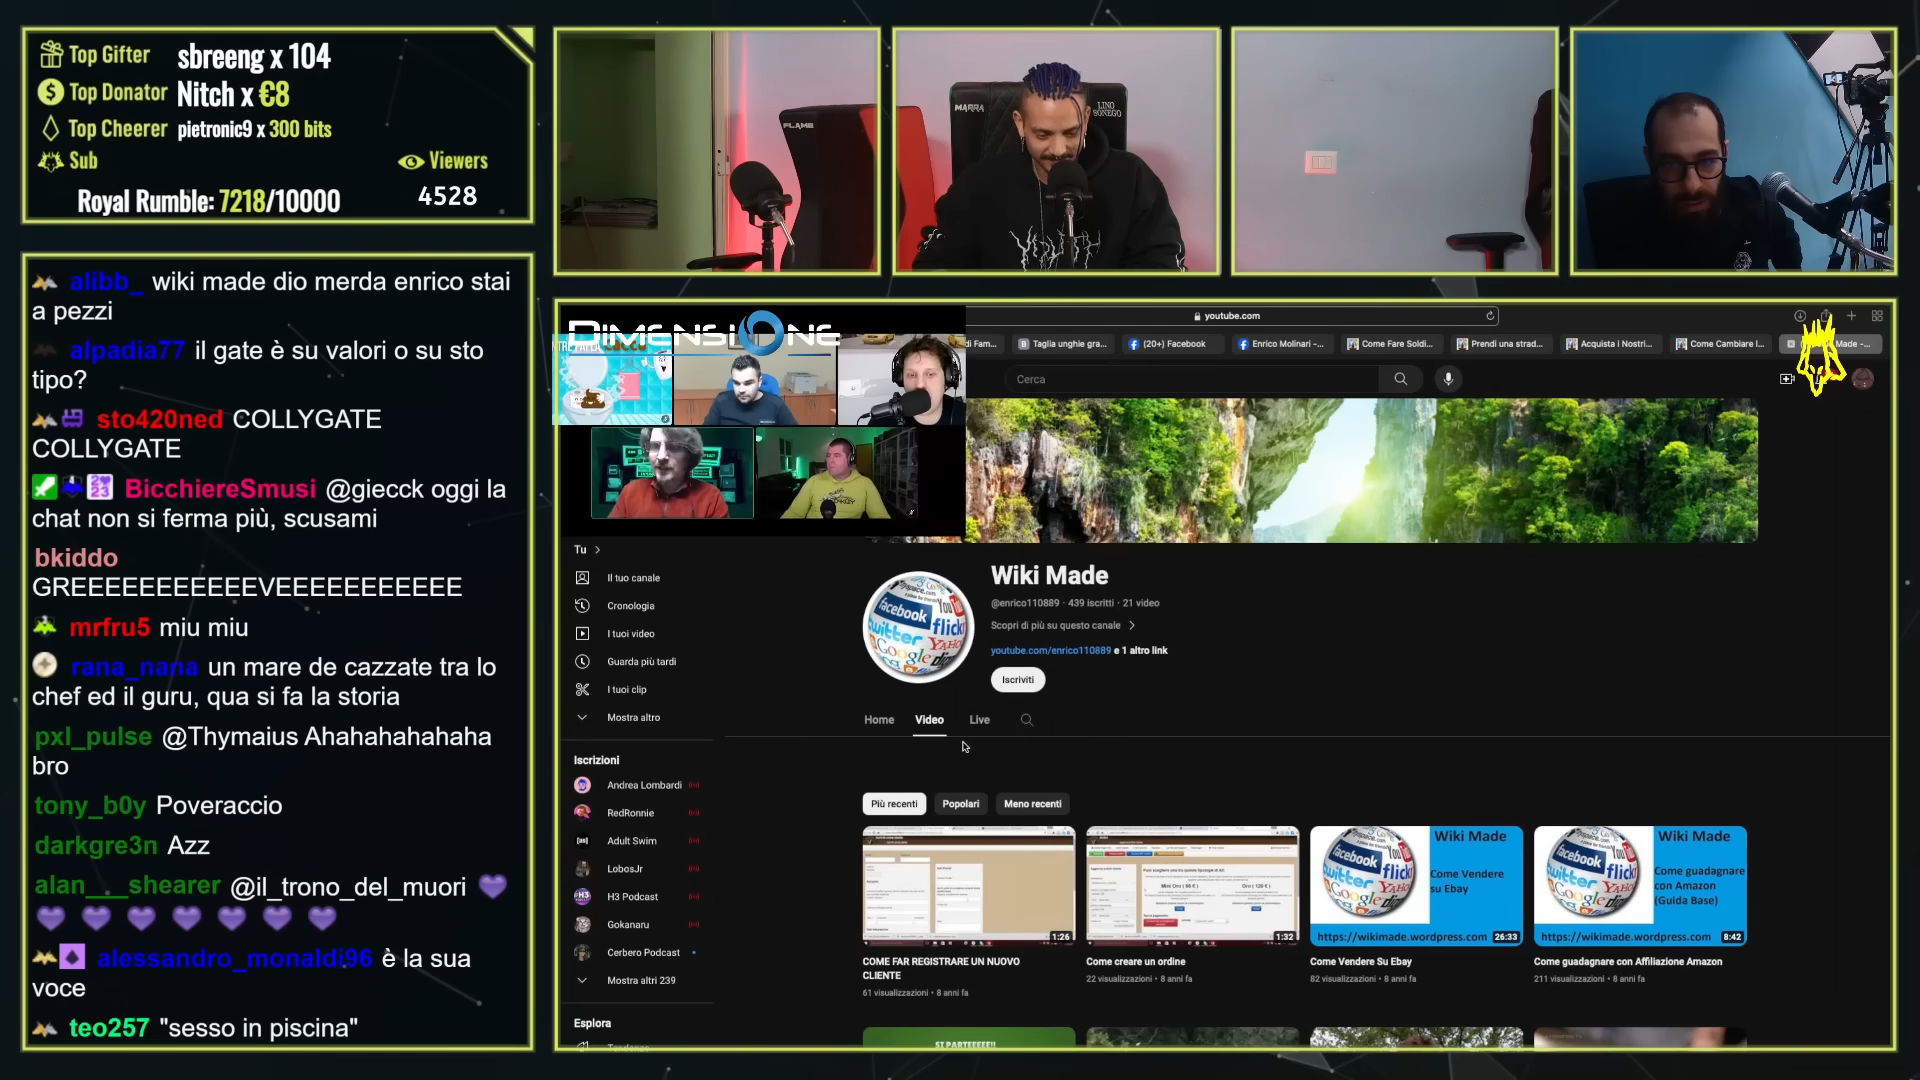 Top Gifter sbreeng x 104
Top Donator Nitch x €8
Top Cheerer pietronic9 x 300 bits
Sub
Viewers
Royal Rumble: 7218/10000
4528
alibb_ wiki made dio merda enrico stai
a pezzi
alpadia77 il gate è su valori o su sto
tipo?
sto420ned COLLYGATE
COLLYGATE
BicchiereSmusi @giecck oggi la
chat non si ferma più, scusami
bkiddo
GREEEEEEEEEEEVEEEEEEEEEEE
mrfru5 miu miu
rana_nana un mare de cazzate tra lo
chef ed il guru, qua si fa la storia
pxl_pulse @Thymaius Ahahahahahaha
bro
tony_b0y Poveraccio
darkgre3n Azz
alan___shearer @il_trono_del_muori
alessandro_monaldi96 è la sua
voce
teo257 "sesso in piscina"
FLAME
MARRA
LINO
SONEGO
DIMENSIONE
youtube.com
di Fam...
Taglia unghie gra...
(20+) Facebook
Enrico Molinari -...
Come Fare Soldi...
Prendi una strad...
Acquista i Nostri...
Come Cambiare l...
Made -...
Cerca
Tu
Il tuo canale
Cronologia
I tuoi video
Guarda più tardi
I tuoi clip
Mostra altro
Iscrizioni
Andrea Lombardi
RedRonnie
Adult Swim
LobosJr
H3 Podcast
Gokanaru
Cerbero Podcast
Mostra altri 239
Esplora
Wiki Made
@enrico110889 · 439 iscritti · 21 video
Scopri di più su questo canale
youtube.com/enrico110889 e 1 altro link
Iscriviti
Home
Video
Live
Più recenti
Popolari
Meno recenti
1:26
COME FAR REGISTRARE UN NUOVO
CLIENTE
61 visualizzazioni • 8 anni fa
1:32
Come creare un ordine
22 visualizzazioni • 8 anni fa
Wiki Made
Come Vendere
su Ebay
https://wikimade.wordpress.com
26:33
Come Vendere Su Ebay
82 visualizzazioni • 8 anni fa
Wiki Made
Come guadagnare
con Amazon
(Guida Base)
https://wikimade.wordpress.com
8:42
Come guadagnare con Affiliazione Amazon
211 visualizzazioni • 8 anni fa
SI PARTEEEEE!!